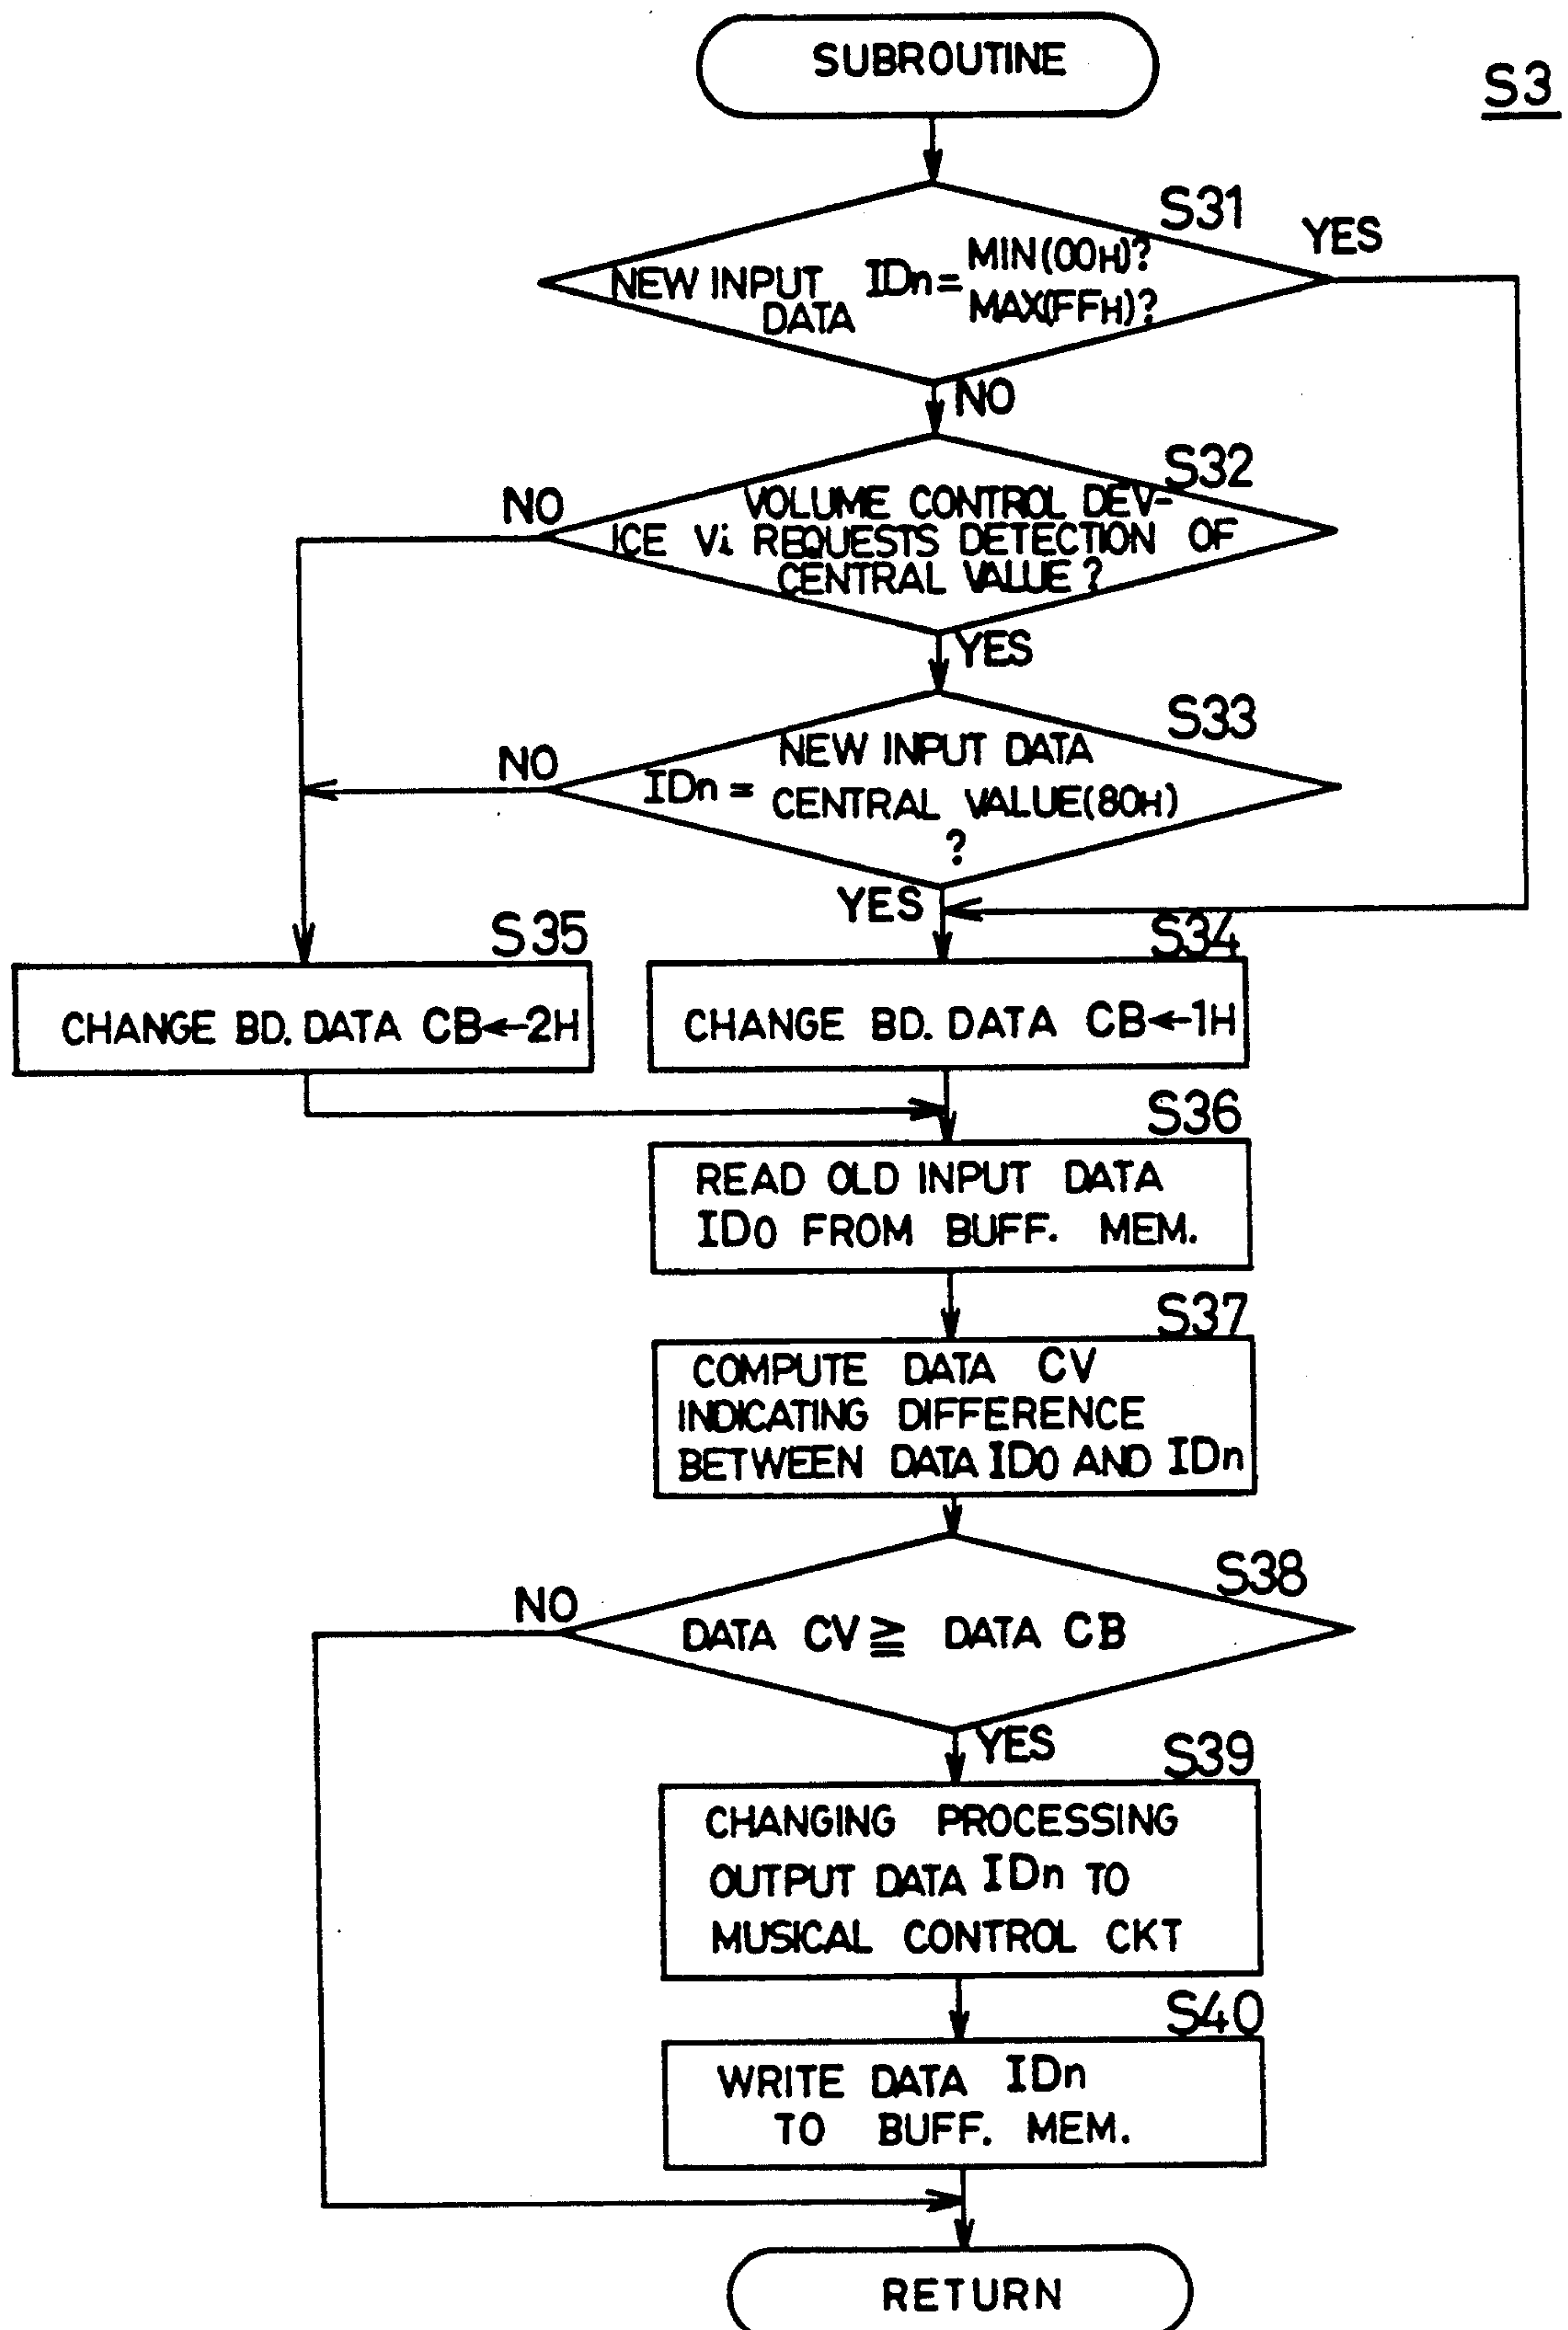 SUBROUTINE
S3
S31
YES
NEW INPUT DATA IDn = MIN(00H)?
MAX(FFH)?
NO
S32
NO
VOLUME CONTROL DEV-
ICE Vi REQUESTS DETECTION OF
CENTRAL VALUE?
YES
S33
NO
NEW INPUT DATA
IDn = CENTRAL VALUE(80H)
?
YES
S35
S34
CHANGE BD. DATA CB←2H
CHANGE BD. DATA CB←1H
S36
READ OLD INPUT DATA
IDO FROM BUFF. MEM.
S37
COMPUTE DATA CV
INDICATING DIFFERENCE
BETWEEN DATA IDO AND IDn
S38
NO
DATA CV ≧ DATA CB
YES
S39
CHANGING PROCESSING
OUTPUT DATA IDn TO
MUSICAL CONTROL CKT
S40
WRITE DATA IDn
TO BUFF. MEM.
RETURN